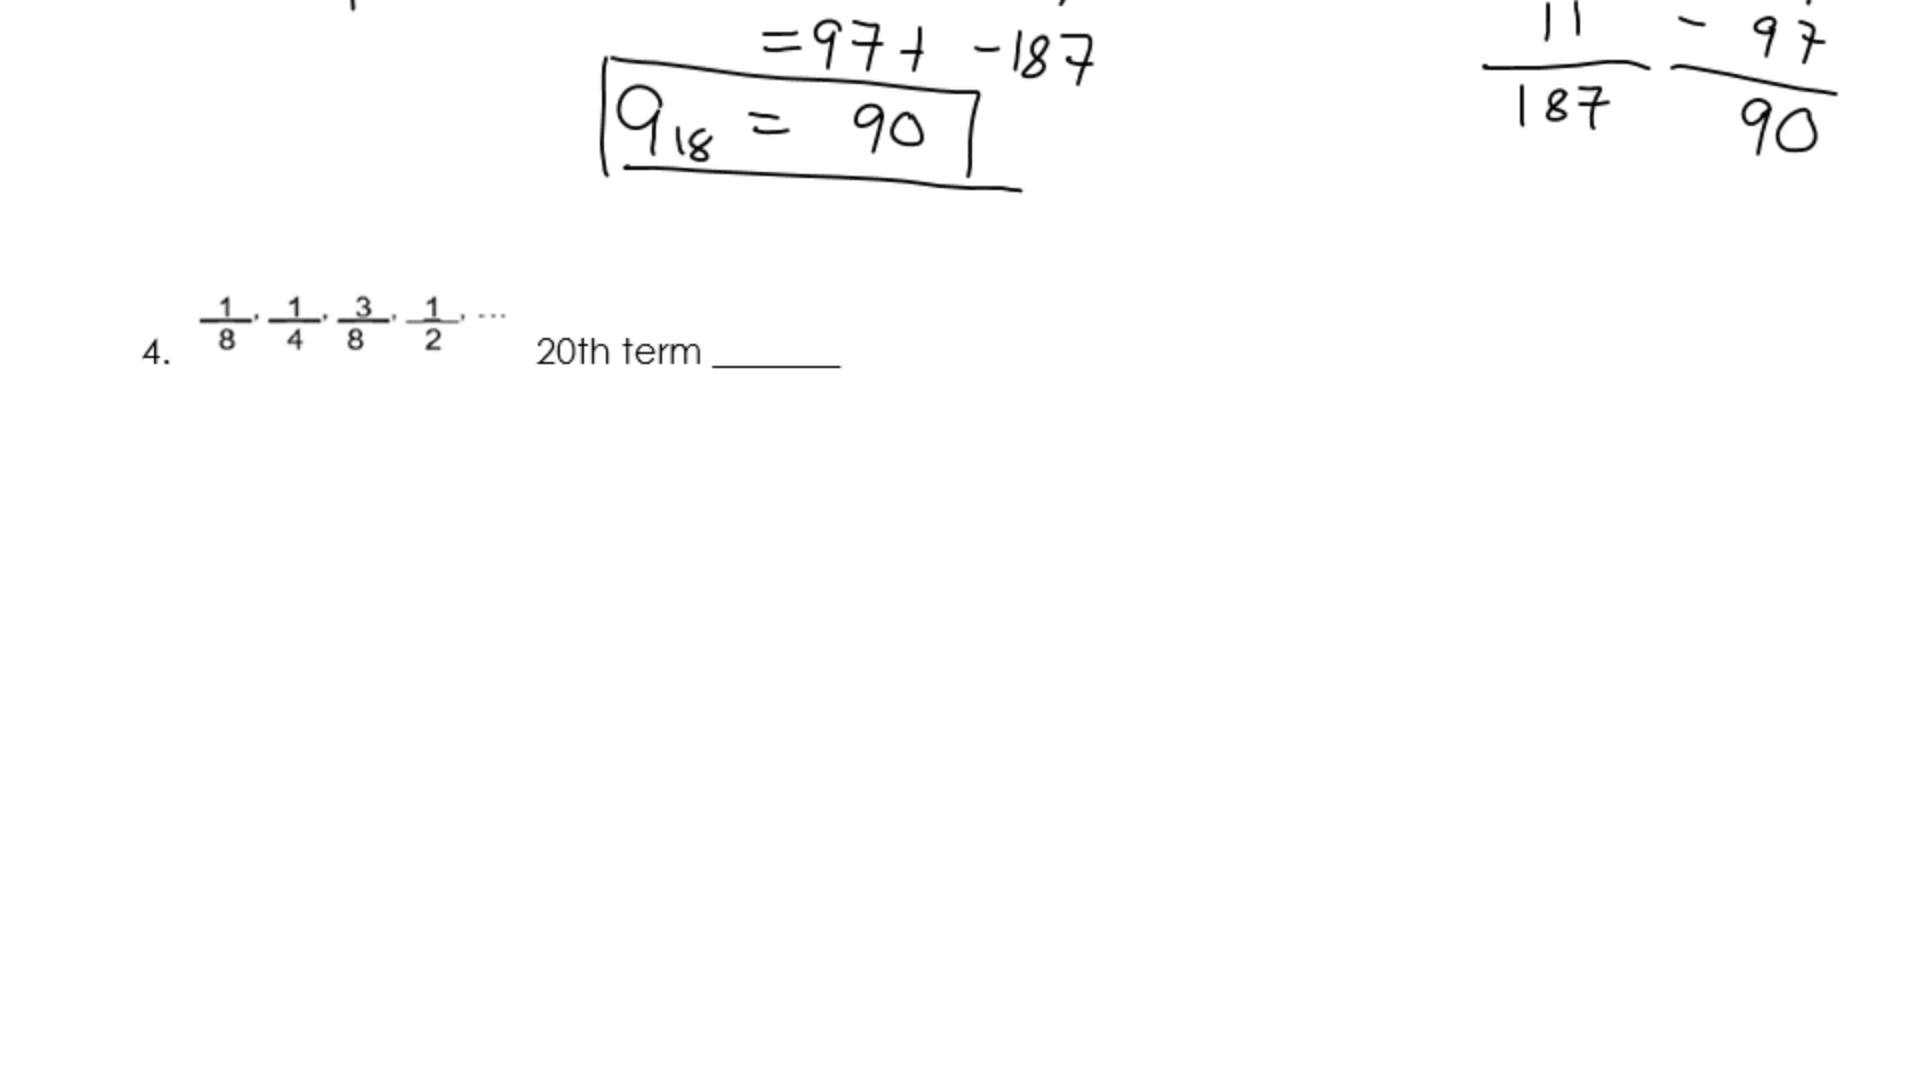 = 97 + -187
a₁₈ = 90
11
187
- 97
90
4. 1/8, 1/4, 3/8, 1/2, ... 20th term ______